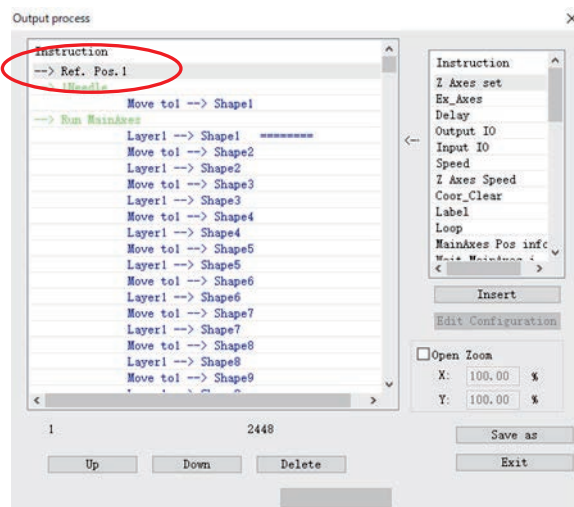 Output process
Instruction
--> Ref. Pos.1
Move to1 --> Shape1
--> Run MainAxes
Layer1 --> Shape1 ========
Move to1 --> Shape2
Layer1 --> Shape2
Move to1 --> Shape3
Layer1 --> Shape3
Move to1 --> Shape4
Layer1 --> Shape4
Move to1 --> Shape5
Layer1 --> Shape5
Move to1 --> Shape6
Layer1 --> Shape6
Move to1 --> Shape7
Layer1 --> Shape7
Move to1 --> Shape8
Layer1 --> Shape8
Move to1 --> Shape9
1 2448
Up Down Delete
Instruction
Z Axes set
Ex_Axes
Delay
Output IO
Input IO
Speed
Z Axes Speed
Coor_Clear
Label
Loop
MainAxes Pos info
<--
Insert
Edit Configuration
Open Zoom
X: 100.00 %
Y: 100.00 %
Save as
Exit